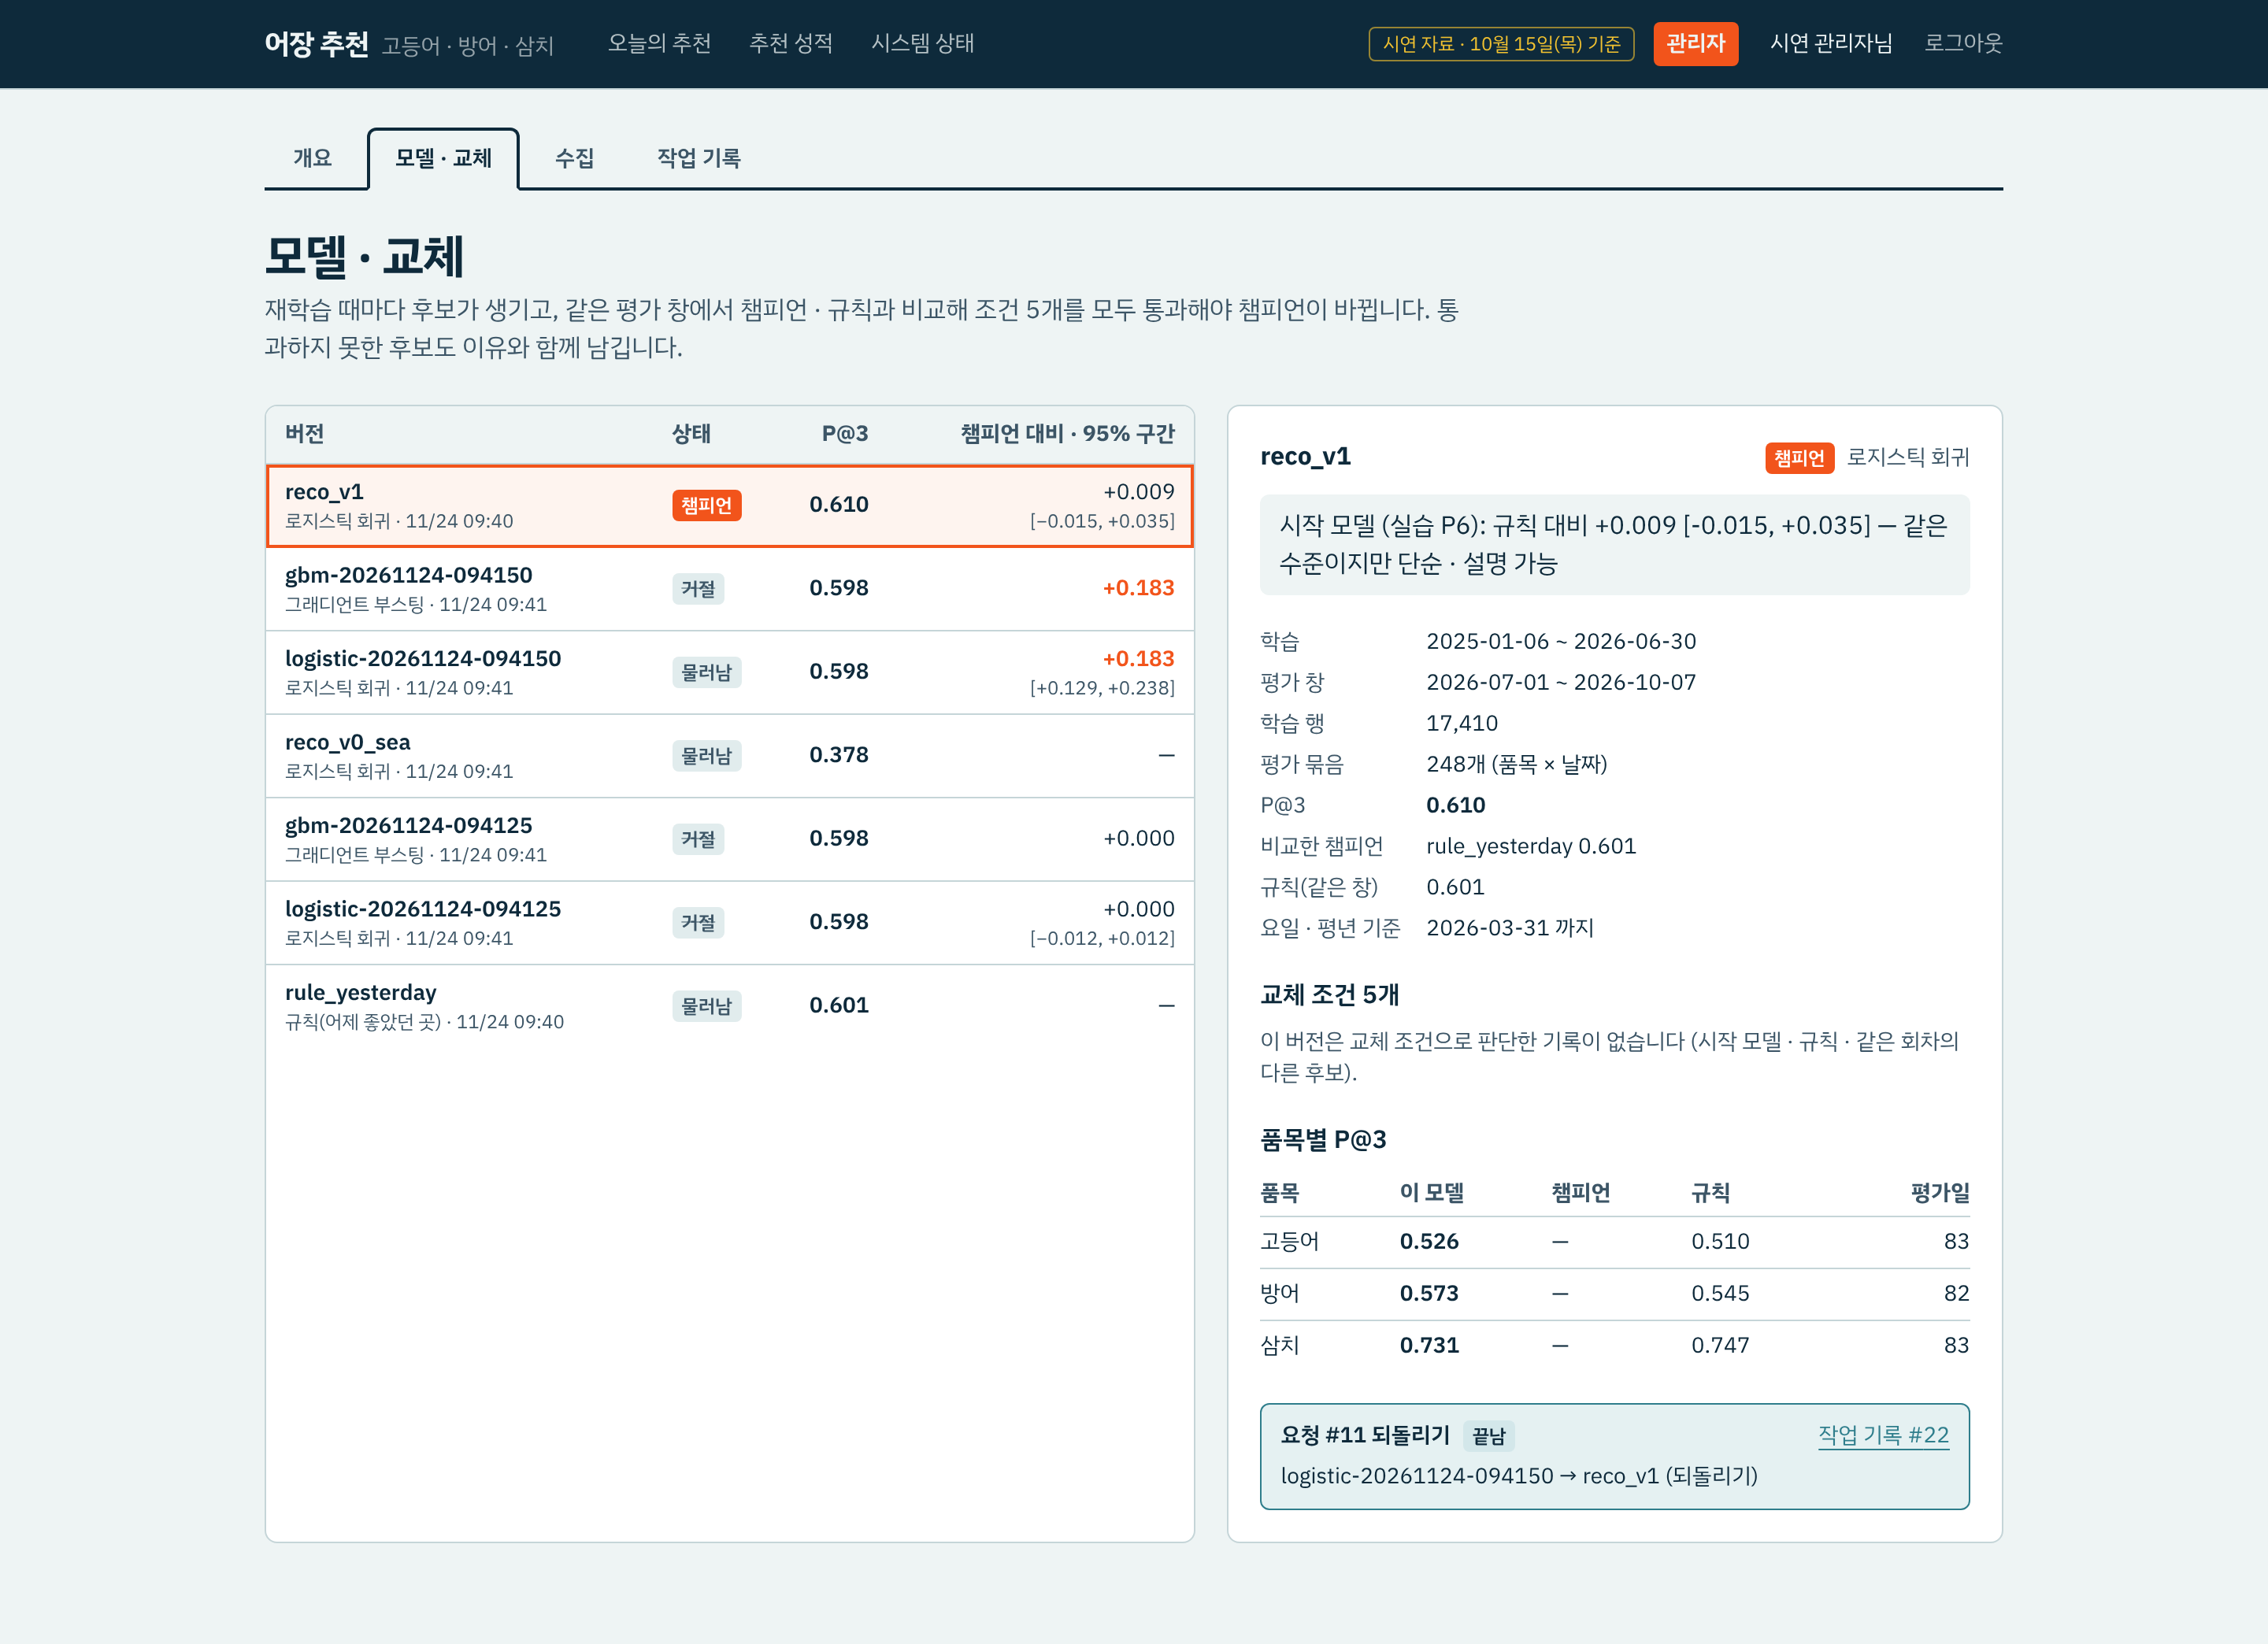 어장 추천 고등어 · 방어 · 삼치 오늘의 추천 추천 성적 시스템 상태 시연 자료 · 10월 15일(목) 기준 관리자 시연 관리자님 로그아웃
개요 모델 · 교체 수집 작업 기록
모델 · 교체
재학습 때마다 후보가 생기고, 같은 평가 창에서 챔피언 · 규칙과 비교해 조건 5개를 모두 통과해야 챔피언이 바뀝니다. 통
과하지 못한 후보도 이유와 함께 남깁니다.
버전 상태 P@3 챔피언 대비 · 95% 구간
reco_v1 챔피언 0.610 +0.009
로지스틱 회귀 · 11/24 09:40 [−0.015, +0.035]
gbm-20261124-094150 거절 0.598 +0.183
그래디언트 부스팅 · 11/24 09:41
logistic-20261124-094150 물러남 0.598 +0.183
로지스틱 회귀 · 11/24 09:41 [+0.129, +0.238]
reco_v0_sea 물러남 0.378 —
로지스틱 회귀 · 11/24 09:41
gbm-20261124-094125 거절 0.598 +0.000
그래디언트 부스팅 · 11/24 09:41
logistic-20261124-094125 거절 0.598 +0.000
로지스틱 회귀 · 11/24 09:41 [−0.012, +0.012]
rule_yesterday 물러남 0.601 —
규칙(어제 좋았던 곳) · 11/24 09:40
reco_v1 챔피언 로지스틱 회귀
시작 모델 (실습 P6): 규칙 대비 +0.009 [-0.015, +0.035] — 같은
수준이지만 단순 · 설명 가능
학습 2025-01-06 ~ 2026-06-30
평가 창 2026-07-01 ~ 2026-10-07
학습 행 17,410
평가 묶음 248개 (품목 × 날짜)
P@3 0.610
비교한 챔피언 rule_yesterday 0.601
규칙(같은 창) 0.601
요일 · 평년 기준 2026-03-31 까지
교체 조건 5개
이 버전은 교체 조건으로 판단한 기록이 없습니다 (시작 모델 · 규칙 · 같은 회차의
다른 후보).
품목별 P@3
품목 이 모델 챔피언 규칙 평가일
고등어 0.526 — 0.510 83
방어 0.573 — 0.545 82
삼치 0.731 — 0.747 83
요청 #11 되돌리기 끝남 작업 기록 #22
logistic-20261124-094150 → reco_v1 (되돌리기)